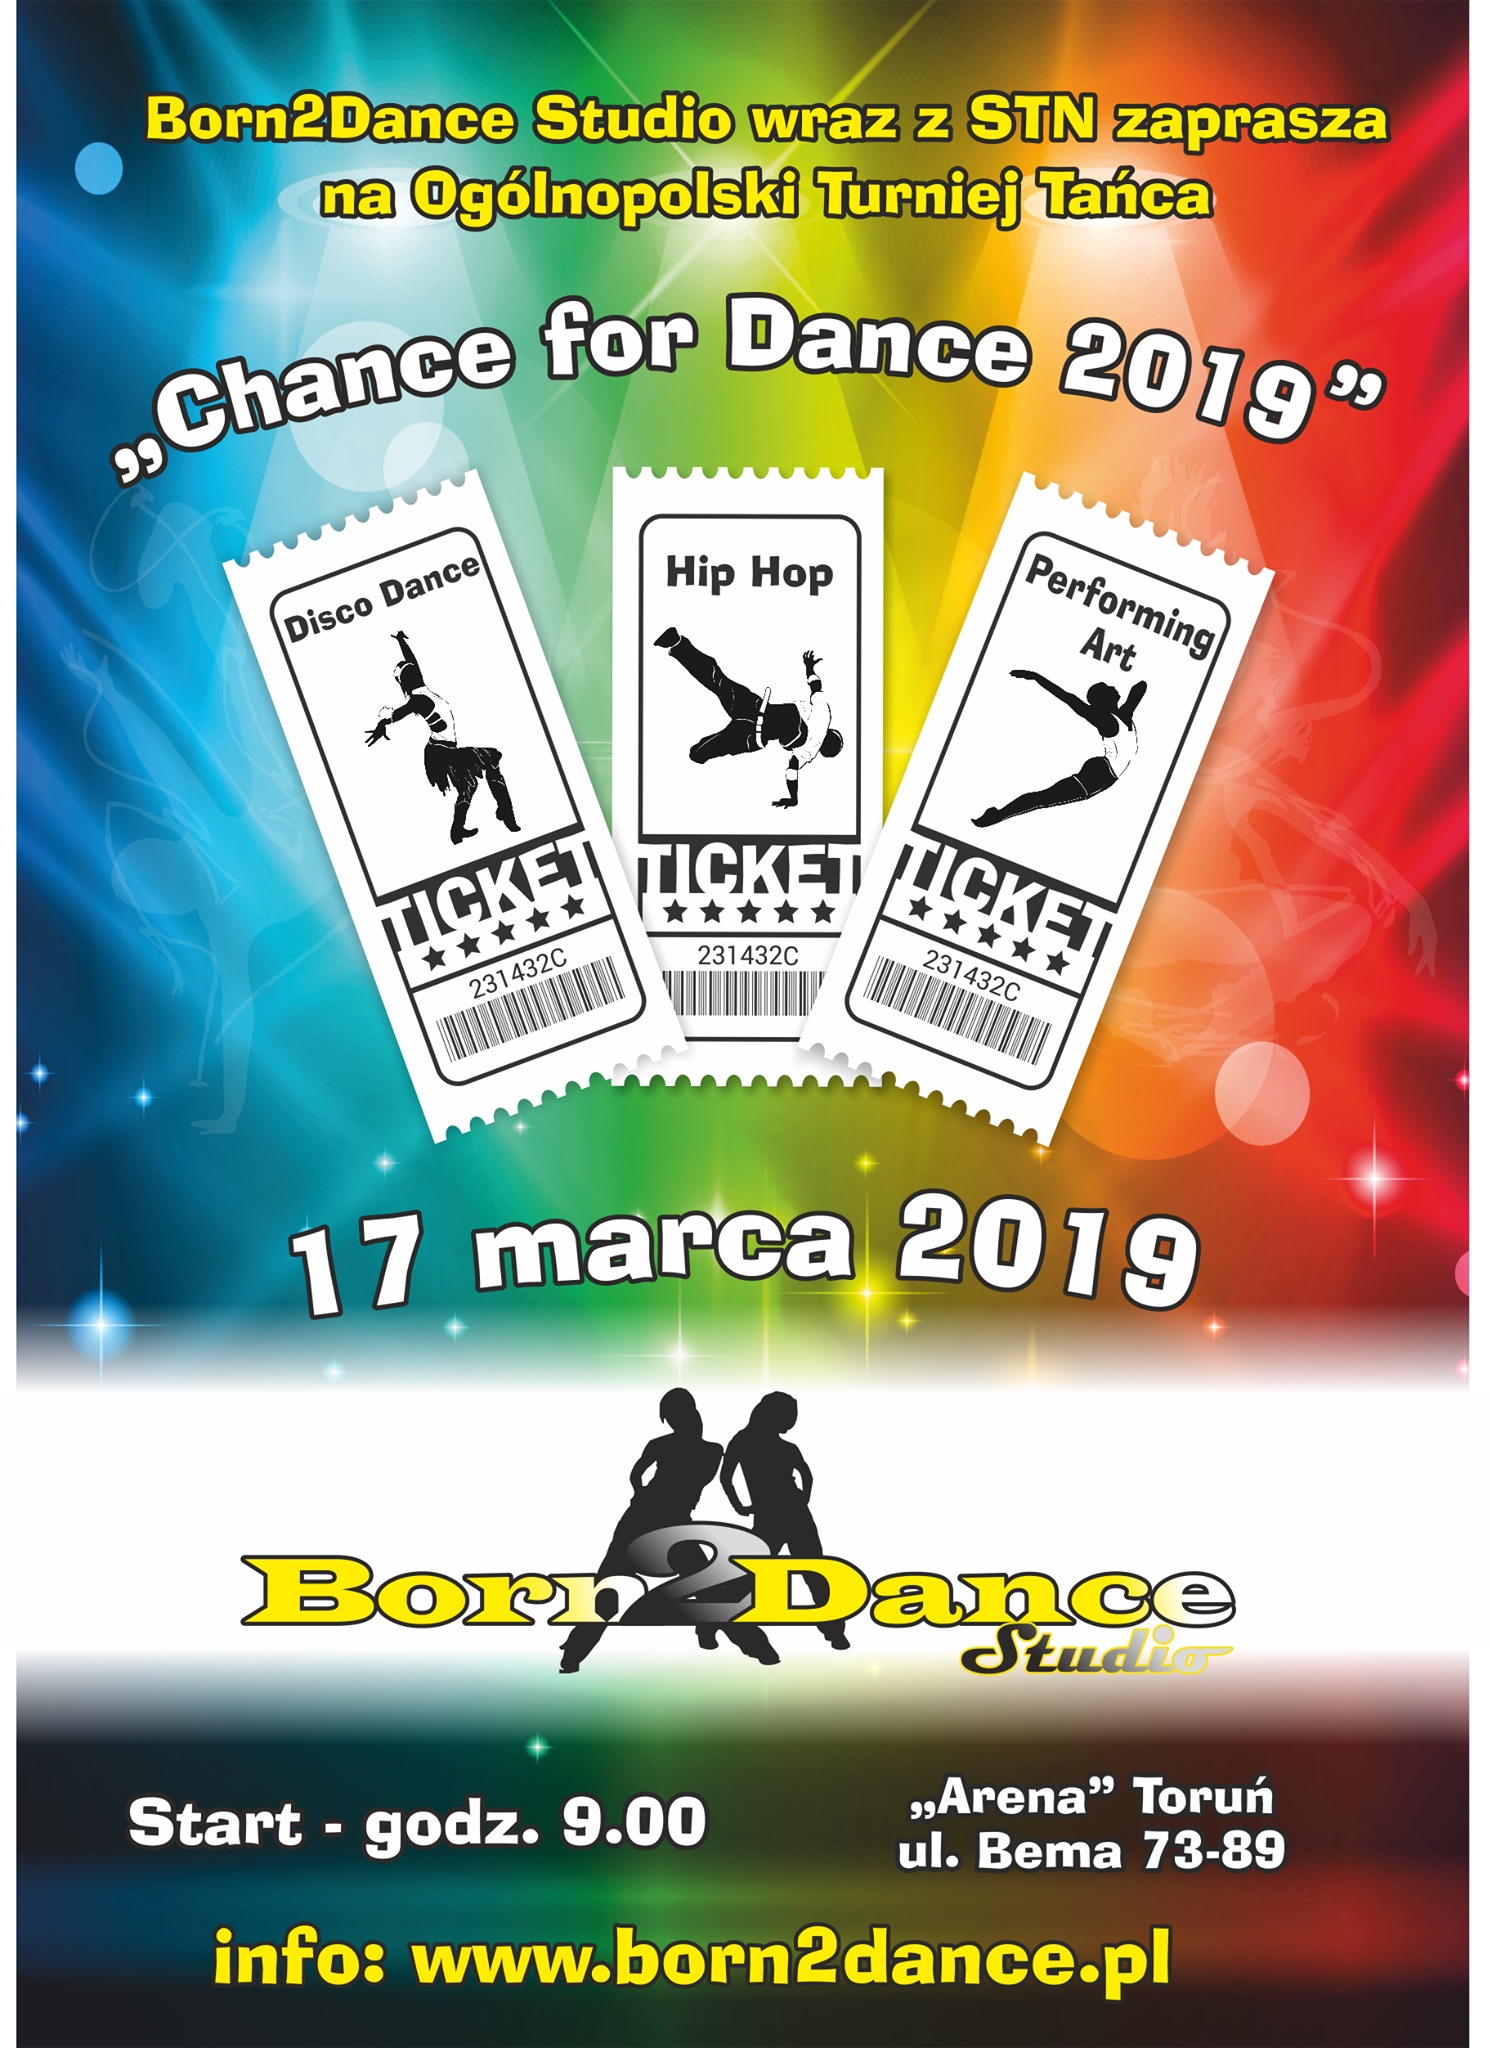 Born2Dance Studio wraz z STN zaprasza
na Ogólnopolski Turniej Tańca
„Chance for Dance 2019”
Disco Dance
TICKET
231432C
Hip Hop
TICKET
231432C
Performing
Art
TICKET
231432C
17 marca 2019
Born2Dance
Studio
Start - godz. 9.00
„Arena” Toruń
ul. Bema 73-89
info: www.born2dance.pl